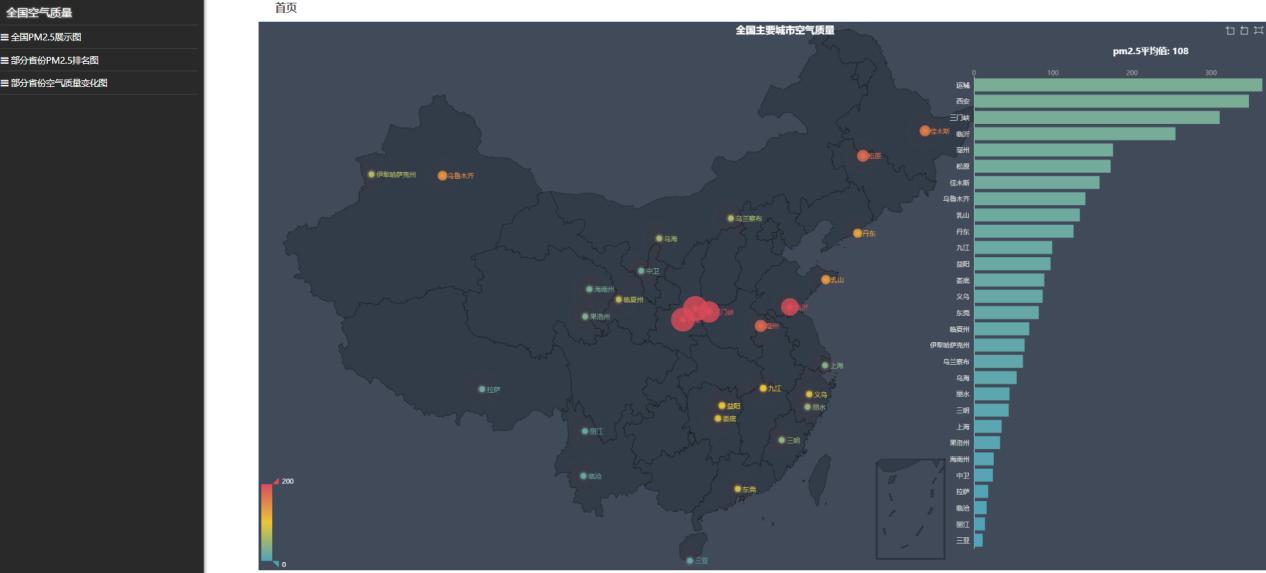 全国空气质量
全国PM2.5展示图
部分省份PM2.5排名图
部分省份空气质量变化图
首页
全国主要城市空气质量
pm2.5平均值: 108
0
100
200
300
运城
西安
三门峡
临沂
亳州
松原
佳木斯
乌鲁木齐
乳山
丹东
九江
益阳
娄底
义乌
东莞
临夏州
伊犁哈萨克州
乌兰察布
乌海
丽水
三明
上海
果洛州
海南州
中卫
拉萨
临沧
丽江
三亚
佳木斯
松原
伊犁哈萨克州
乌鲁木齐
乌兰察布
丹东
乌海
中卫
乳山
海南州
临夏州
果洛州
门峡
亳州
上海
拉萨
九江
义乌
益阳
丽水
娄底
丽江
三明
临沧
东莞
三亚
200
0